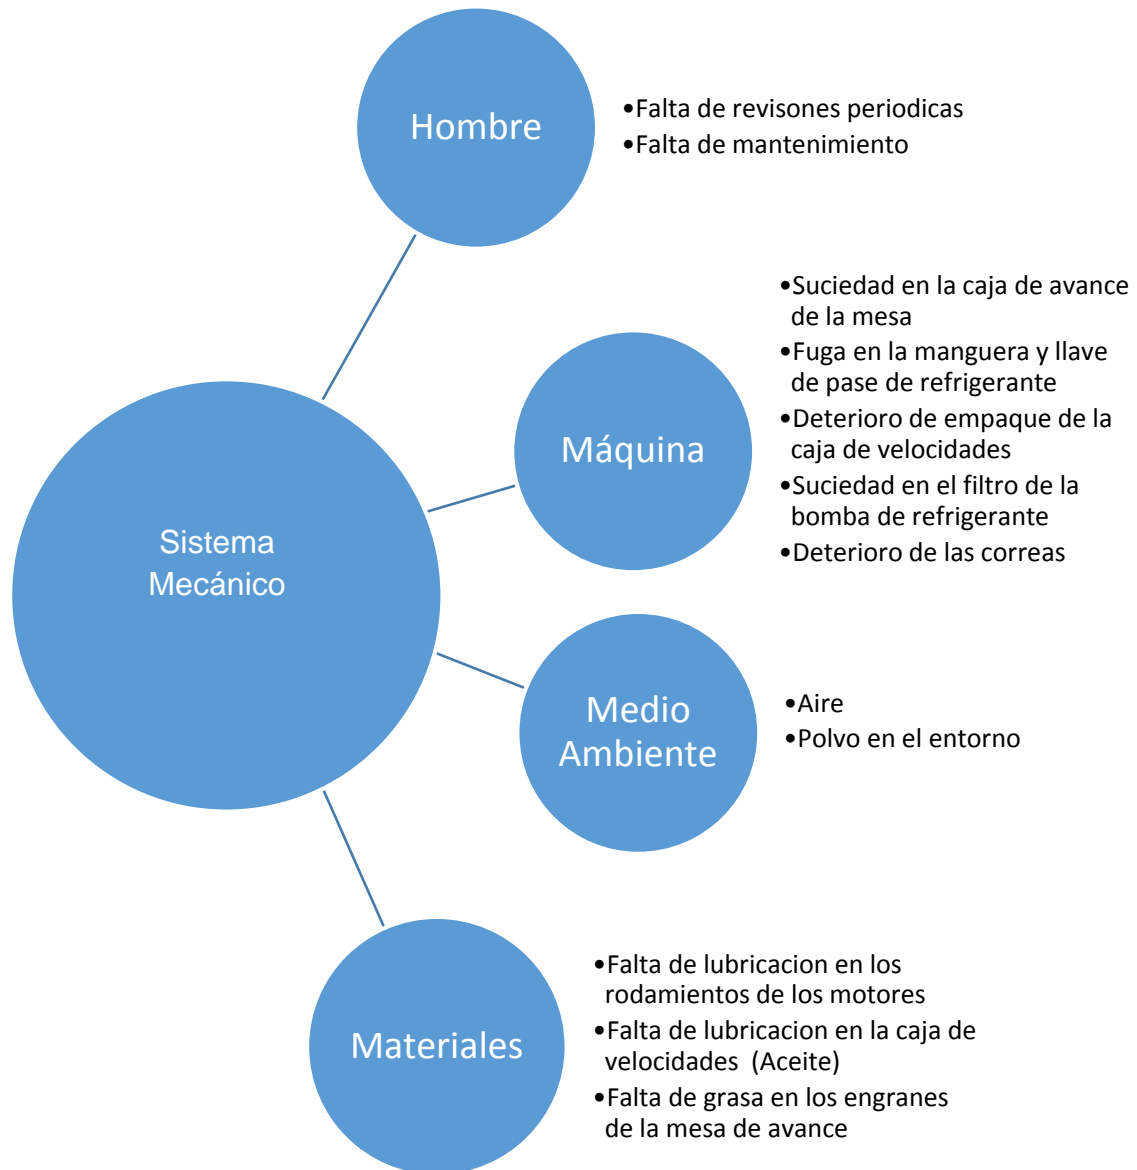 Hombre
•Falta de revisones periodicas
•Falta de mantenimiento
Sistema
Mecánico
Máquina
•Suciedad en la caja de avance
de la mesa
•Fuga en la manguera y llave
de pase de refrigerante
•Deterioro de empaque de la
caja de velocidades
•Suciedad en el filtro de la
bomba de refrigerante
•Deterioro de las correas
Medio
Ambiente
•Aire
•Polvo en el entorno
Materiales
•Falta de lubricacion en los
rodamientos de los motores
•Falta de lubricacion en la caja de
velocidades (Aceite)
•Falta de grasa en los engranes
de la mesa de avance